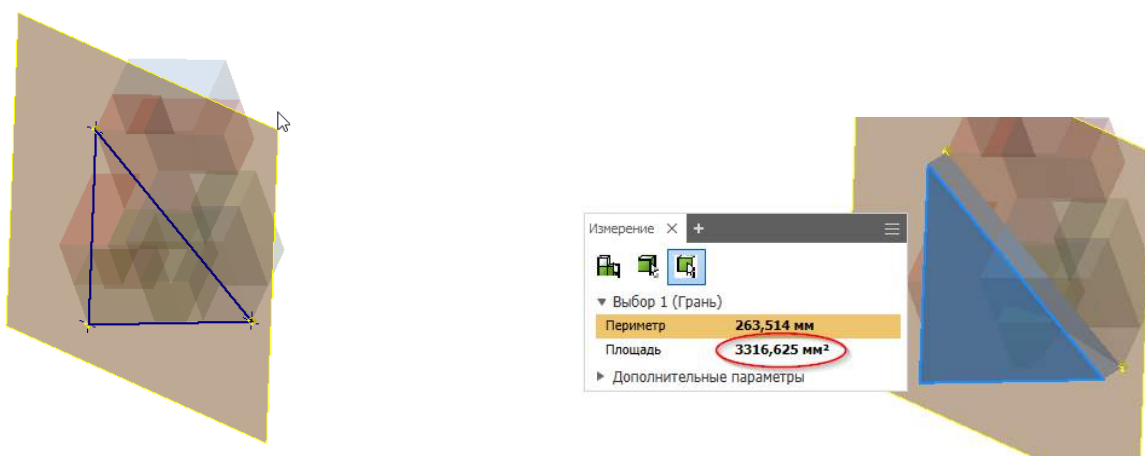 Измерение × +
▼ Выбор 1 (Грань)
Периметр 263,514 мм
Площадь 3316,625 мм²
▶ Дополнительные параметры